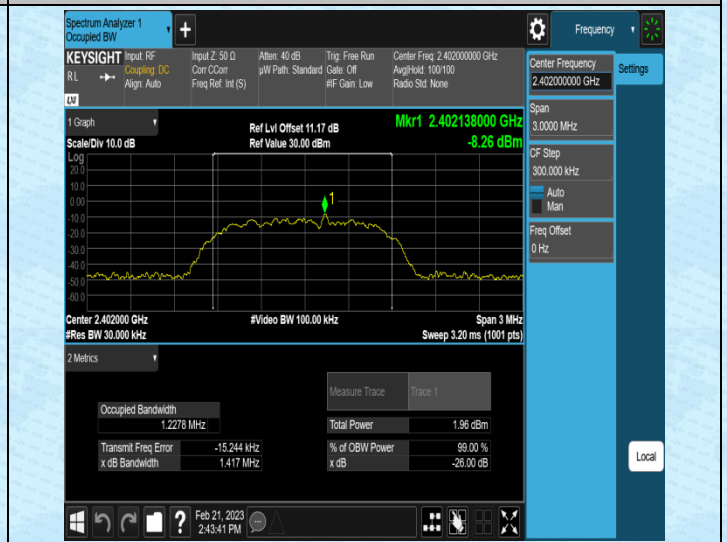 Spectrum Analyzer 1
Occupied BW
+
Frequency
KEYSIGHT
RL
LXI
Input: RF
Coupling: DC
Align: Auto
Input Z: 50 Ω
Corr CCorr
Freq Ref: Int (S)
Atten: 40 dB
µW Path: Standard
Trig: Free Run
Gate: Off
#IF Gain: Low
Center Freq: 2.402000000 GHz
Avg|Hold: 100/100
Radio Std: None
Center Frequency
2.402000000 GHz
Settings
Span
3.0000 MHz
CF Step
300.000 kHz
Auto
Man
Freq Offset
0 Hz
Local
1 Graph
Scale/Div 10.0 dB
Ref Lvl Offset 11.17 dB
Ref Value 30.00 dBm
Mkr1 2.402138000 GHz
-8.26 dBm
Log
20.0
10.0
0.00
-10.0
-20.0
-30.0
-40.0
-50.0
-60.0
1
Center 2.402000 GHz
#Res BW 30.000 kHz
#Video BW 100.00 kHz
Span 3 MHz
Sweep 3.20 ms (1001 pts)
2 Metrics
Measure Trace Trace 1
Occupied Bandwidth
1.2278 MHz
Total Power 1.96 dBm
Transmit Freq Error -15.244 kHz
% of OBW Power 99.00 %
x dB Bandwidth 1.417 MHz
x dB -26.00 dB
?
Feb 21, 2023
2:43:41 PM